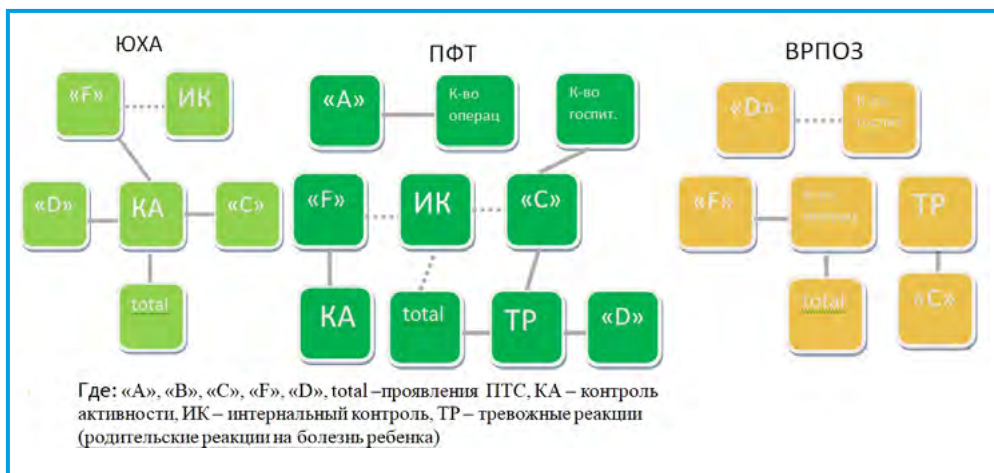 ЮХА
ПФТ
ВРПОЗ
«F»
ИК
«D»
КА
«C»
total
«A»
К-во
операц
К-во
госпит.
«F»
ИК
«C»
КА
total
ТР
«D»
«D»
К-во
«F»
ТР
total
«C»
Где: «А», «В», «С», «F», «D», total –проявления ПТС, КА – контроль
активности, ИК – интернальный контроль, ТР – тревожные реакции
(родительские реакции на болезнь ребенка)